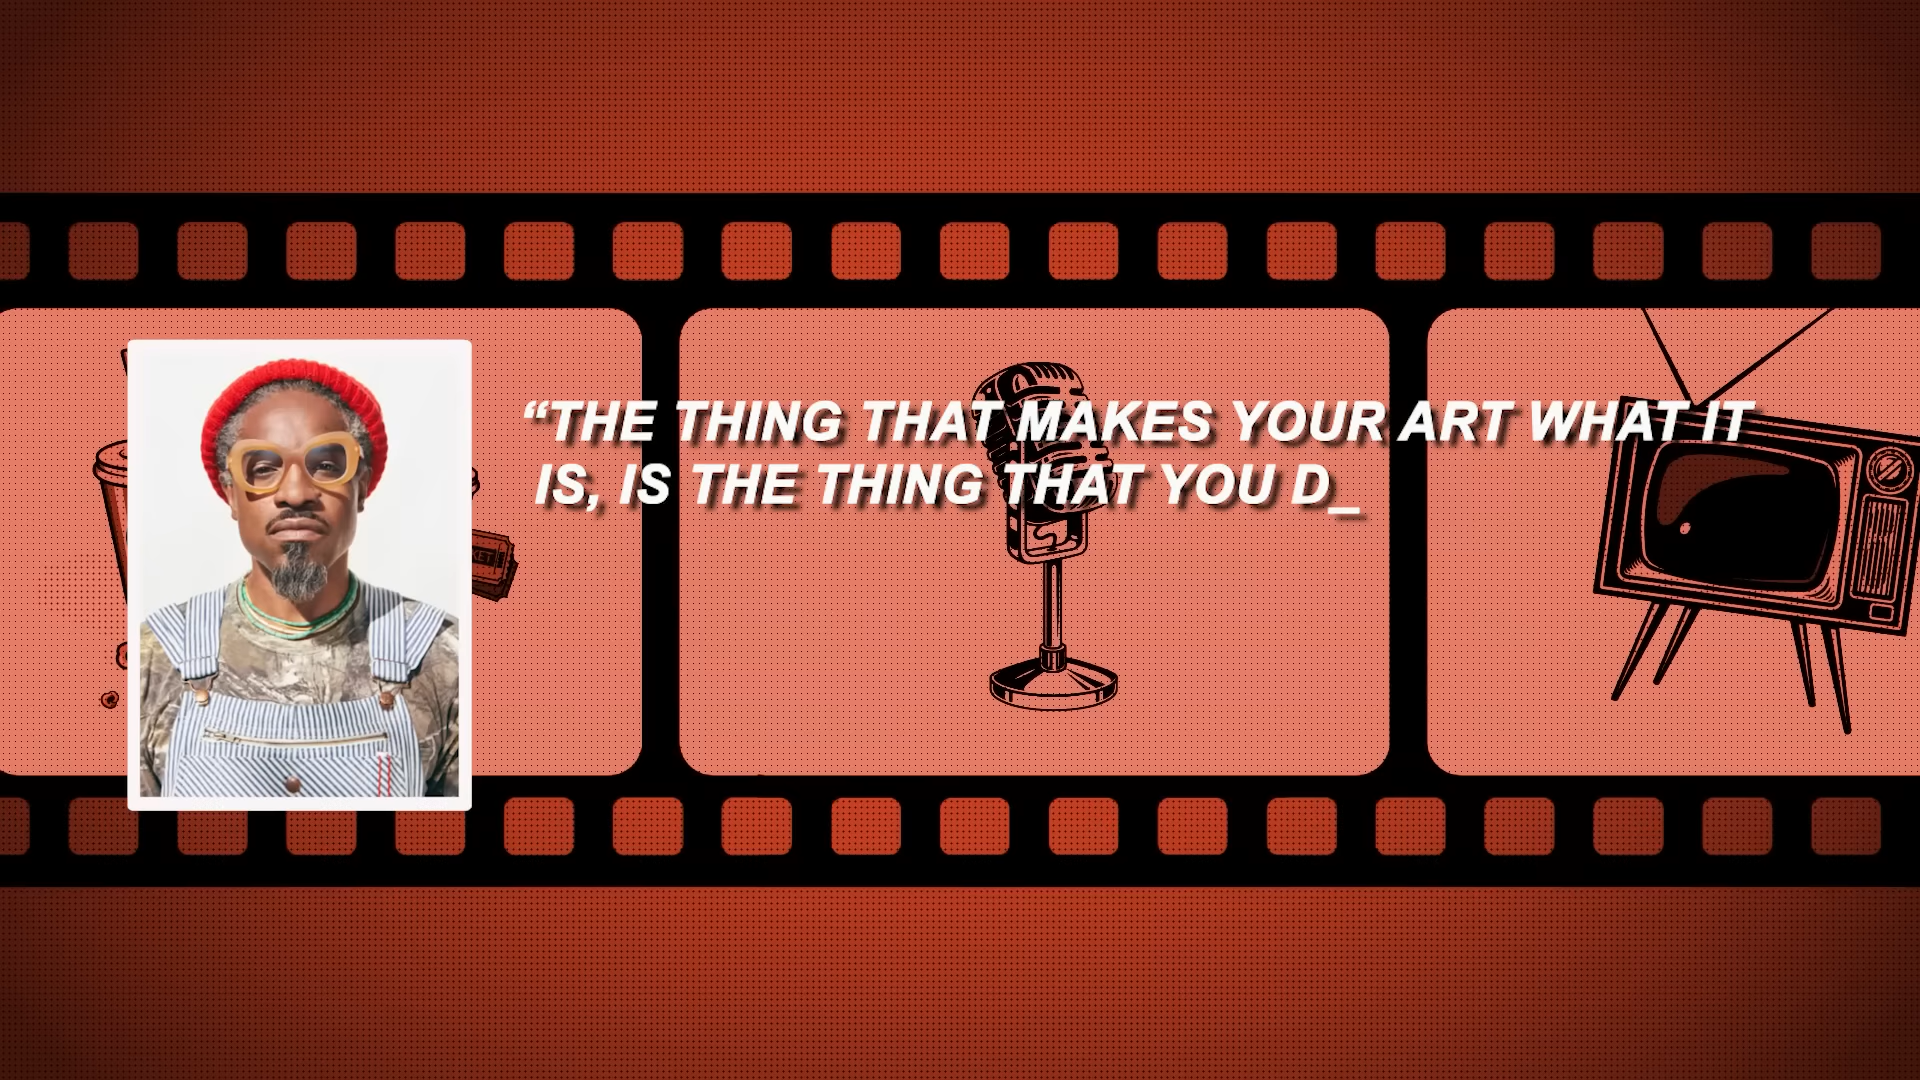 “THE THING THAT MAKES YOUR ART WHAT IT
IS, IS THE THING THAT YOU D_